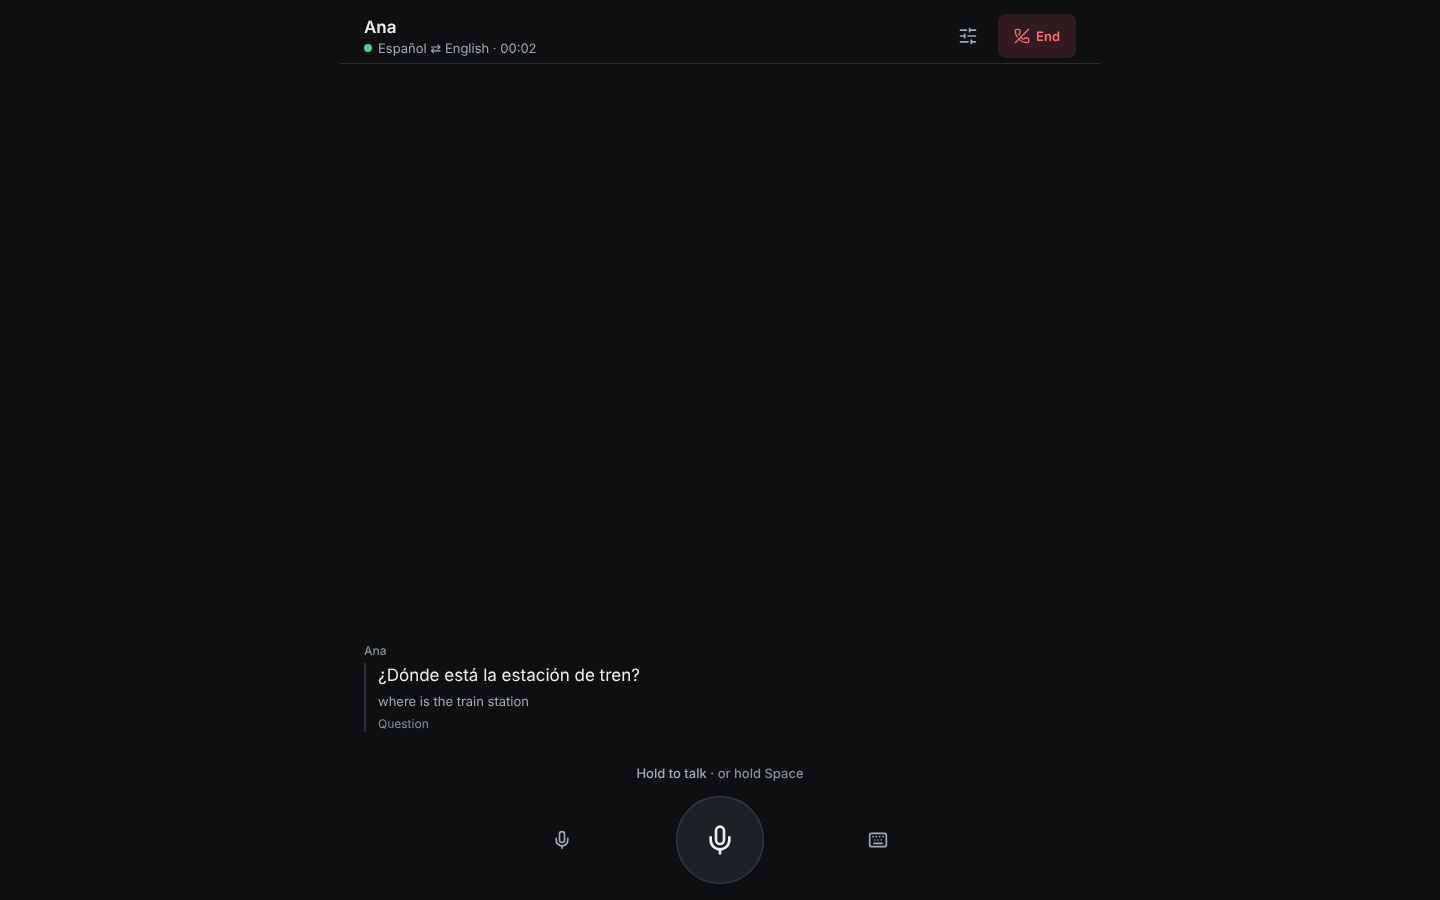 Ana
Español ⇄ English · 00:02
End
Ana
¿Dónde está la estación de tren?
where is the train station
Question
Hold to talk · or hold Space